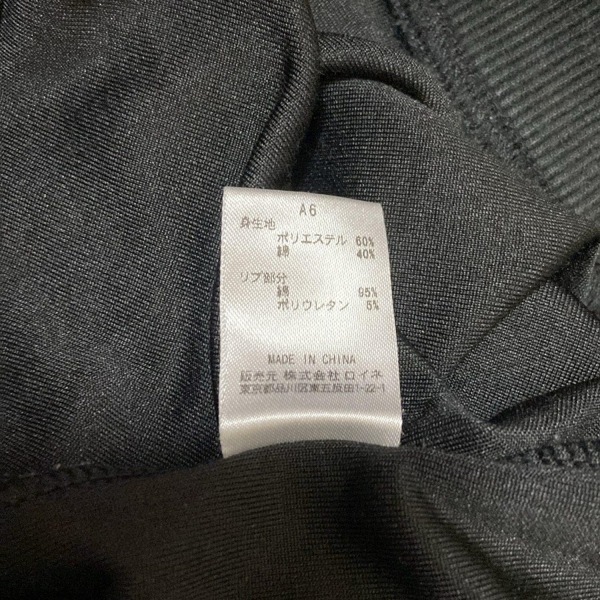 A6
身生地
ポリエステル 60%
綿 40%
リブ部分
綿 95%
ポリウレタン 5%
MADE IN CHINA
販売元 株式会社ロイネ
東京都品川区東五反田1-22-1